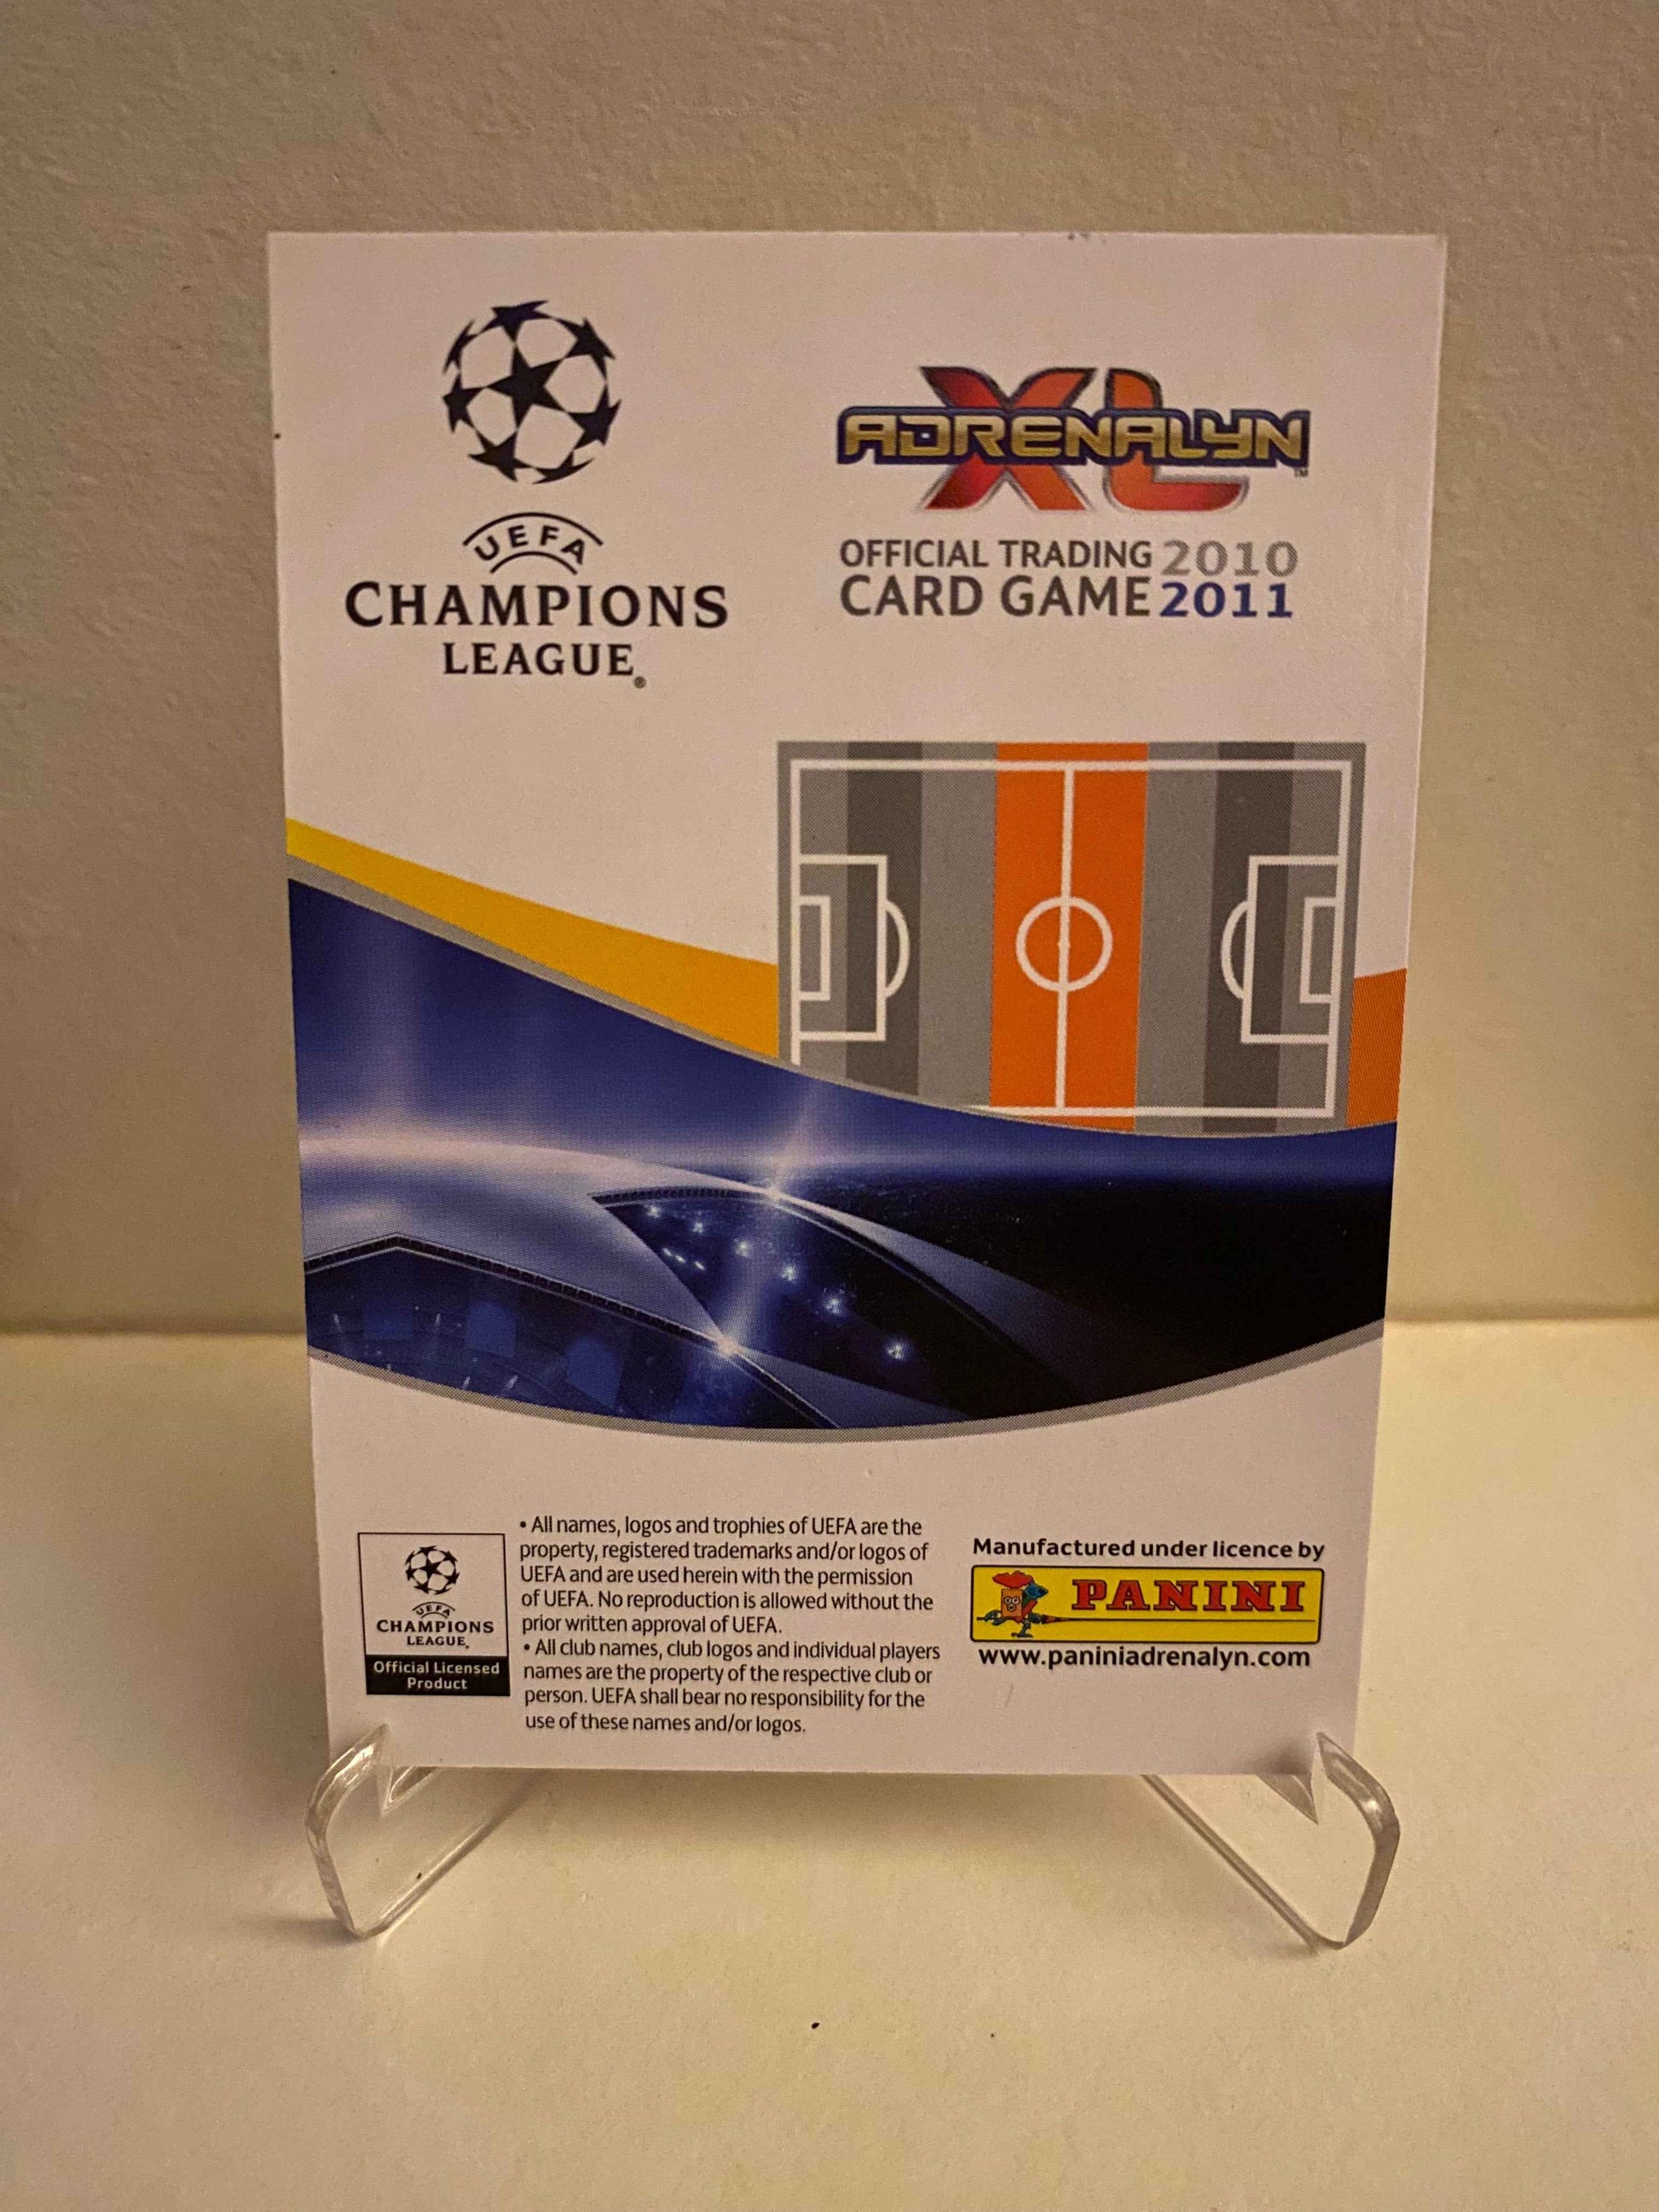 UEFA
CHAMPIONS
LEAGUE®
XL
ADRENALYN™
OFFICIAL TRADING 2010
CARD GAME 2011
UEFA
CHAMPIONS
LEAGUE®
Official Licensed
Product
• All names, logos and trophies of UEFA are the
property, registered trademarks and/or logos of
UEFA and are used herein with the permission
of UEFA. No reproduction is allowed without the
prior written approval of UEFA.
• All club names, club logos and individual players
names are the property of the respective club or
person. UEFA shall bear no responsibility for the
use of these names and/or logos.
Manufactured under licence by
PANINI
www.paniniadrenalyn.com